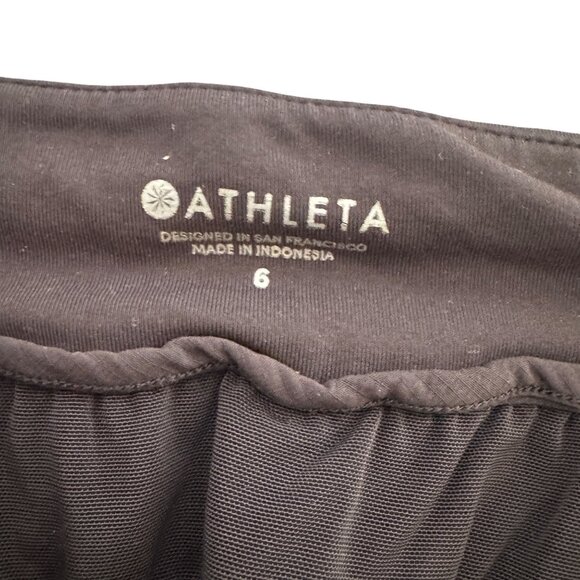 ATHLETA
DESIGNED IN SAN FRANCISCO
MADE IN INDONESIA
6